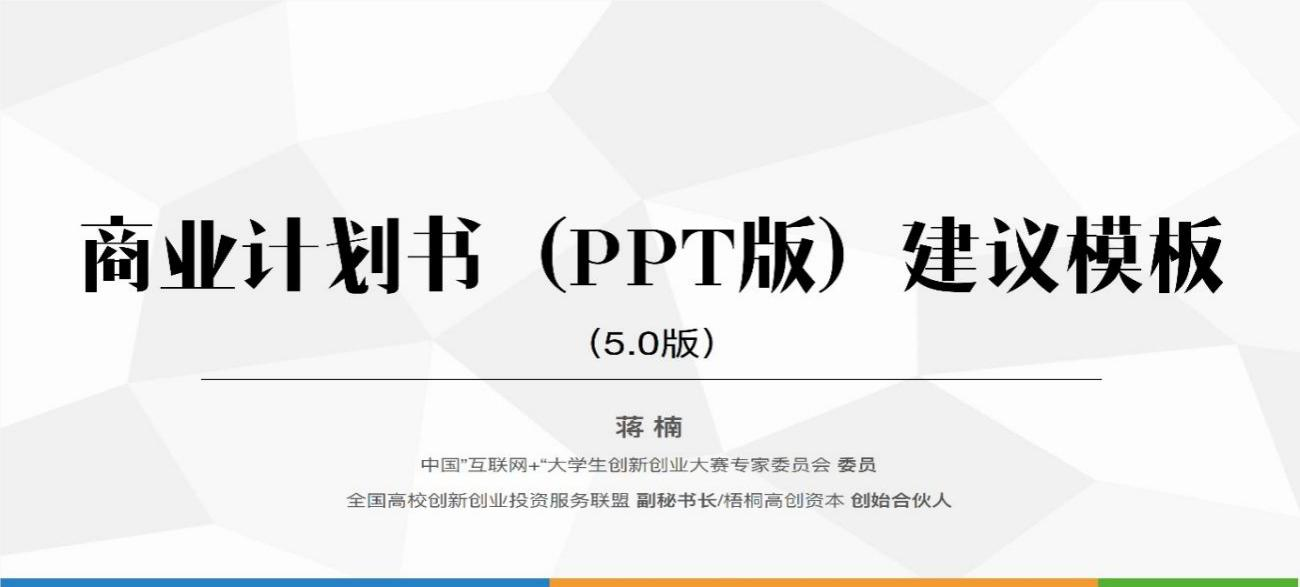 商业计划书（PPT版）建议模板
（5.0版）
蒋 楠
中国”互联网+“大学生创新创业大赛专家委员会 委员
全国高校创新创业投资服务联盟 副秘书长/梧桐高创资本 创始合伙人